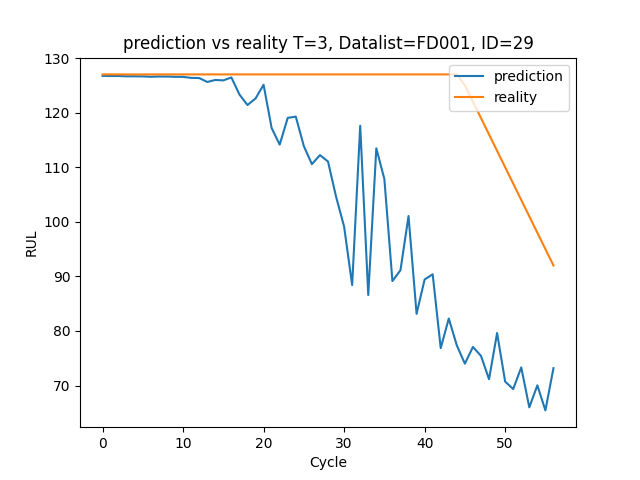 prediction vs reality T=3, Datalist=FD001, ID=29
prediction
reality
130
120
110
100
90
80
70
RUL
0 10 20 30 40 50
Cycle